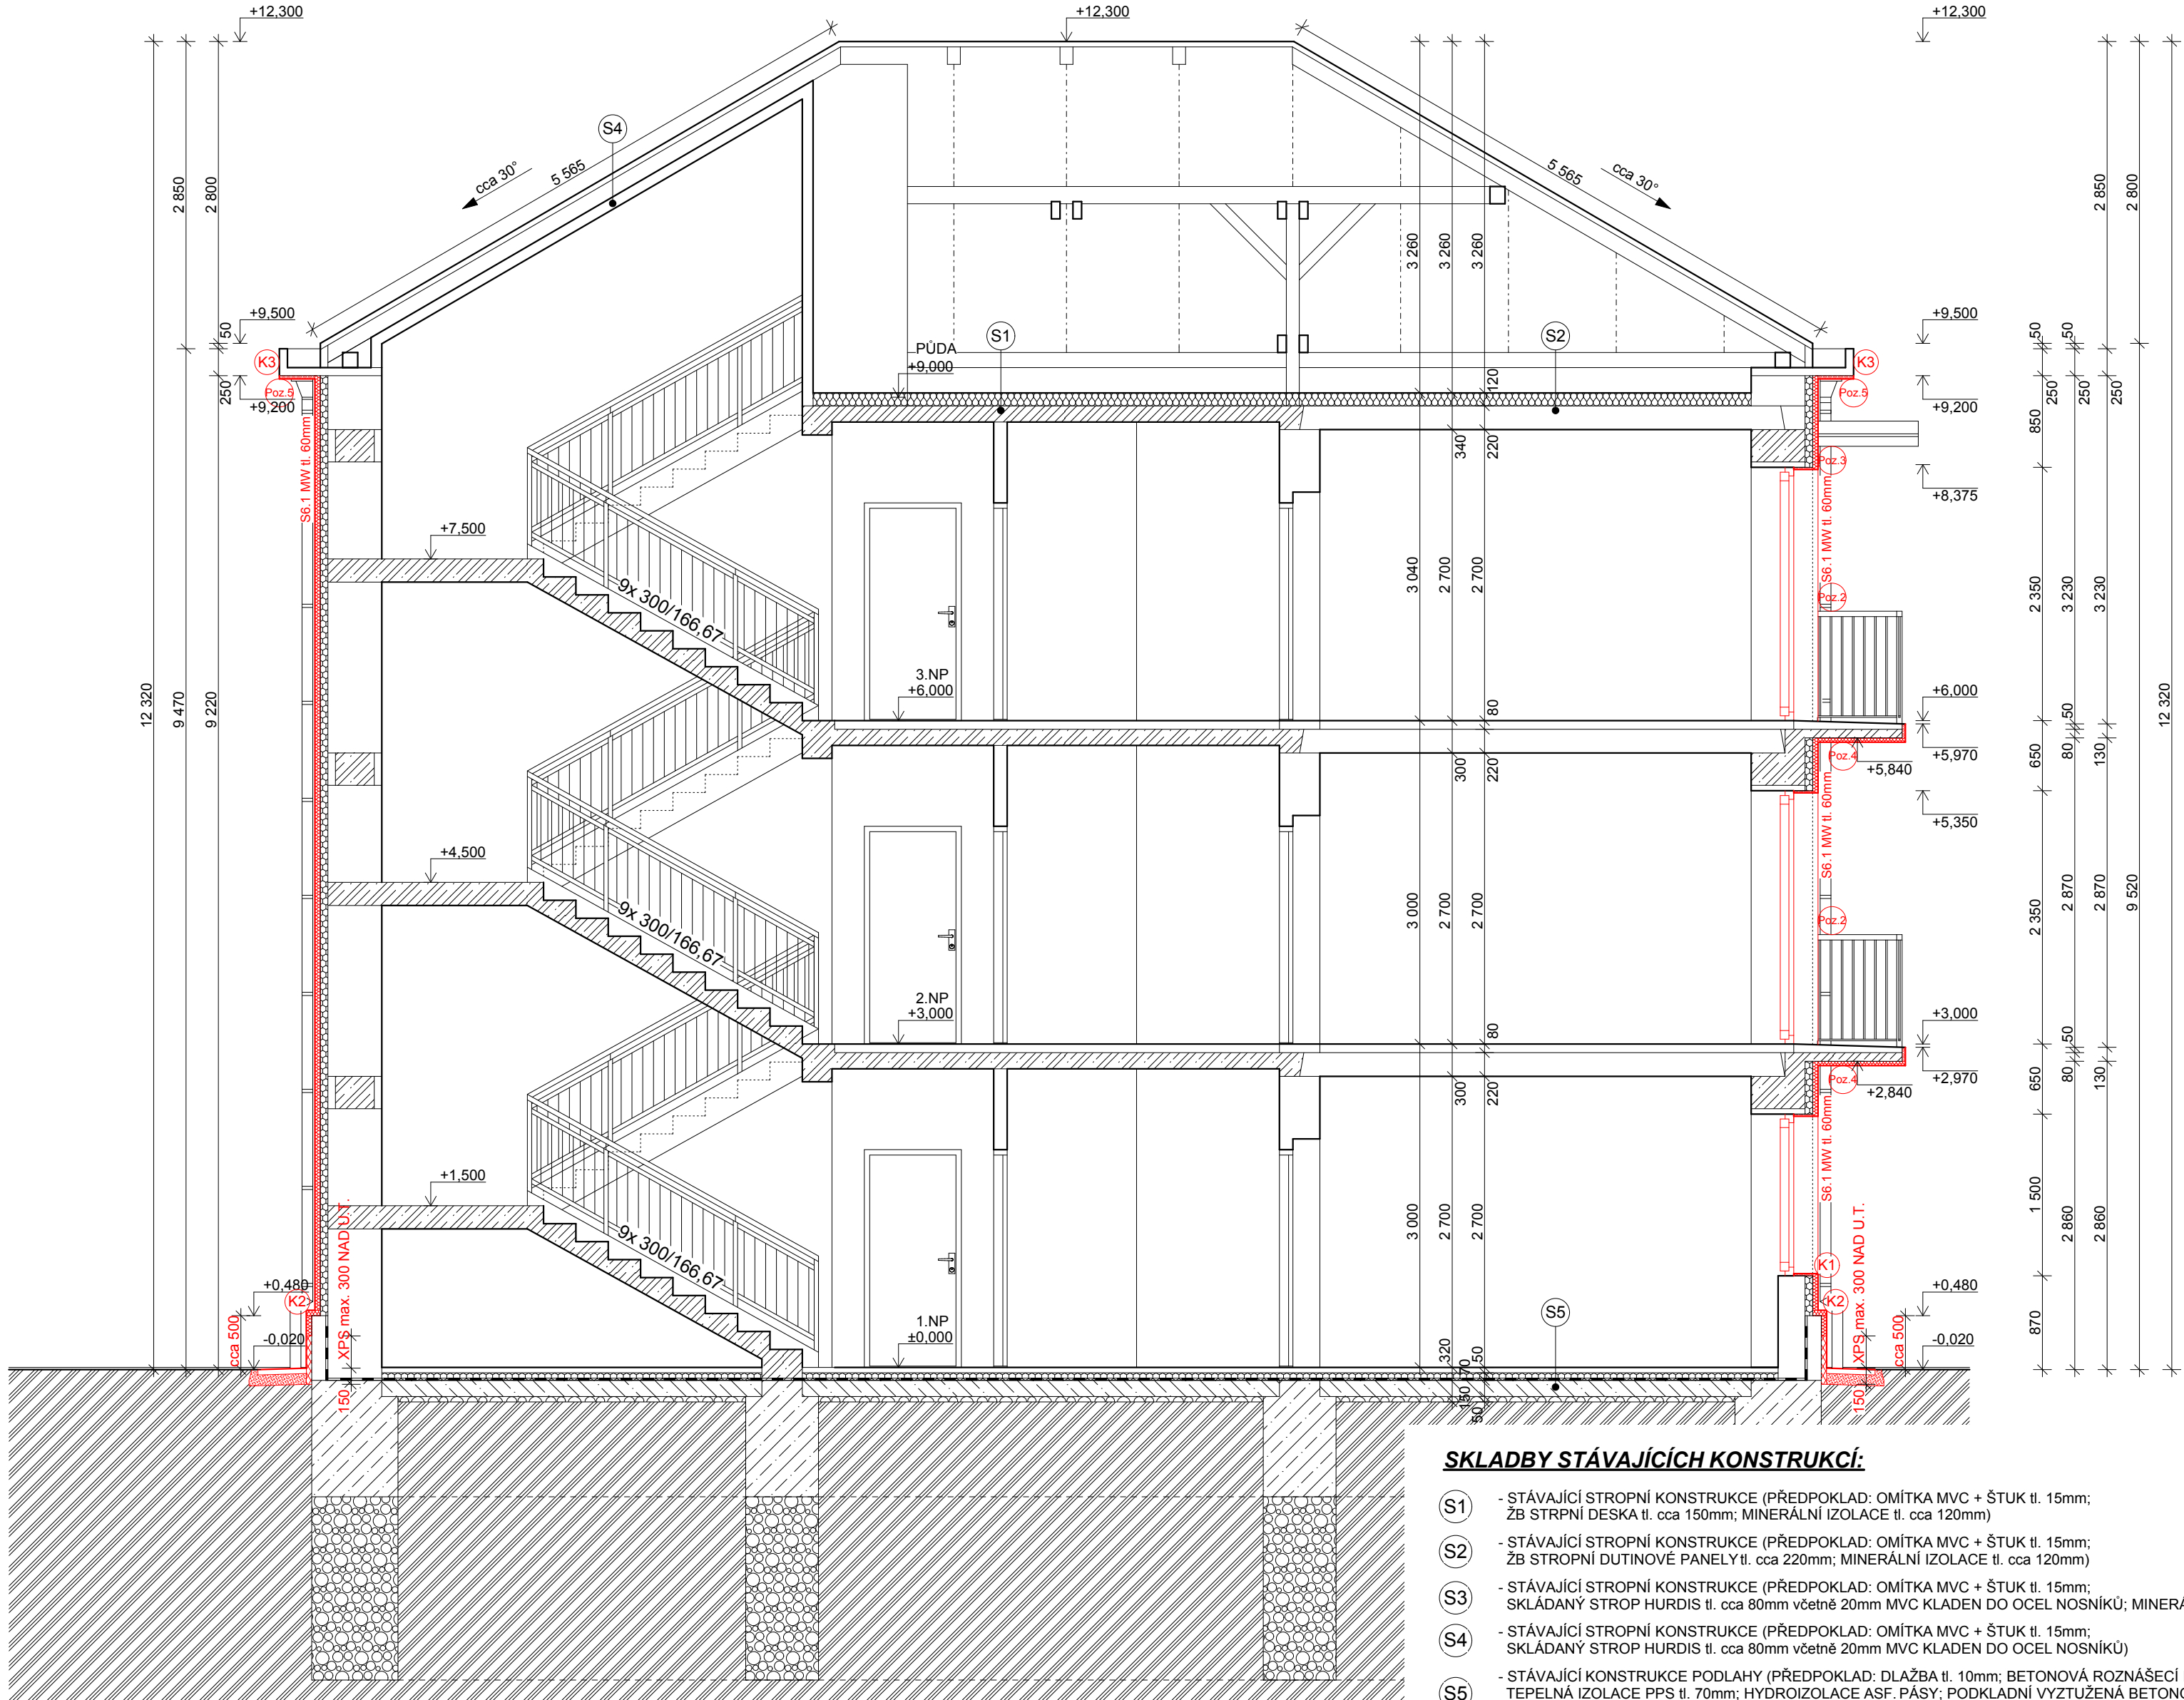 +12,300
+12,300
+12,300
S4
cca 30°
5 565
5 565
cca 30°
2 850
2 800
2 850
2 800
3 260
3 260
3 260
+9,500
50
+9,500
50
50
K3
Poz.5
250
+9,200
S1
S2
PŮDA
+9,000
120
K3
Poz.5
+9,200
250
250
250
S6.1 MW tl. 60mm
340
220
850
Poz.3
+8,375
S6.1 MW tl. 60mm
+7,500
9x 300/166,67
3 040
2 700
2 700
2 350
3 230
3 230
Poz.2
3.NP
+6,000
80
+6,000
50
12 320
9 470
9 220
12 320
+5,970
Poz.4
+5,840
650
80
130
300
220
+5,350
S6.1 MW tl. 60mm
+4,500
9x 300/166,67
3 000
2 700
2 700
2 350
2 870
2 870
9 520
Poz.2
2.NP
+3,000
80
+3,000
50
+2,970
Poz.4
+2,840
650
80
130
300
220
S6.1 MW tl. 60mm
+1,500
9x 300/166,67
3 000
2 700
2 700
1 500
2 860
2 860
XPS max. 300 NAD U.T.
XPS max. 300 NAD U.T.
K1
+0,480
K2
K2
+0,480
cca 500
-0,020
1.NP
±0,000
S5
cca 500
-0,020
870
320
50
70
150
150
50
150
SKLADBY STÁVAJÍCÍCH KONSTRUKCÍ:
S1 - STÁVAJÍCÍ STROPNÍ KONSTRUKCE (PŘEDPOKLAD: OMÍTKA MVC + ŠTUK tl. 15mm;
ŽB STRPNÍ DESKA tl. cca 150mm; MINERÁLNÍ IZOLACE tl. cca 120mm)
S2 - STÁVAJÍCÍ STROPNÍ KONSTRUKCE (PŘEDPOKLAD: OMÍTKA MVC + ŠTUK tl. 15mm;
ŽB STROPNÍ DUTINOVÉ PANELY tl. cca 220mm; MINERÁLNÍ IZOLACE tl. cca 120mm)
S3 - STÁVAJÍCÍ STROPNÍ KONSTRUKCE (PŘEDPOKLAD: OMÍTKA MVC + ŠTUK tl. 15mm;
SKLÁDANÝ STROP HURDIS tl. cca 80mm včetně 20mm MVC KLADEN DO OCEL NOSNÍKŮ;
S4 - STÁVAJÍCÍ STROPNÍ KONSTRUKCE (PŘEDPOKLAD: OMÍTKA MVC + ŠTUK tl. 15mm;
SKLÁDANÝ STROP HURDIS tl. cca 80mm včetně 20mm MVC KLADEN DO OCEL NOSNÍKŮ)
S5 - STÁVAJÍCÍ KONSTRUKCE PODLAHY (PŘEDPOKLAD: DLAŽBA tl. 10mm; BETONOVÁ ROZNÁŠECÍ
TEPELNÁ IZOLACE PPS tl. 70mm; HYDROIZOLACE ASF. PÁSY; PODKLADNÍ VYZTUŽENÁ